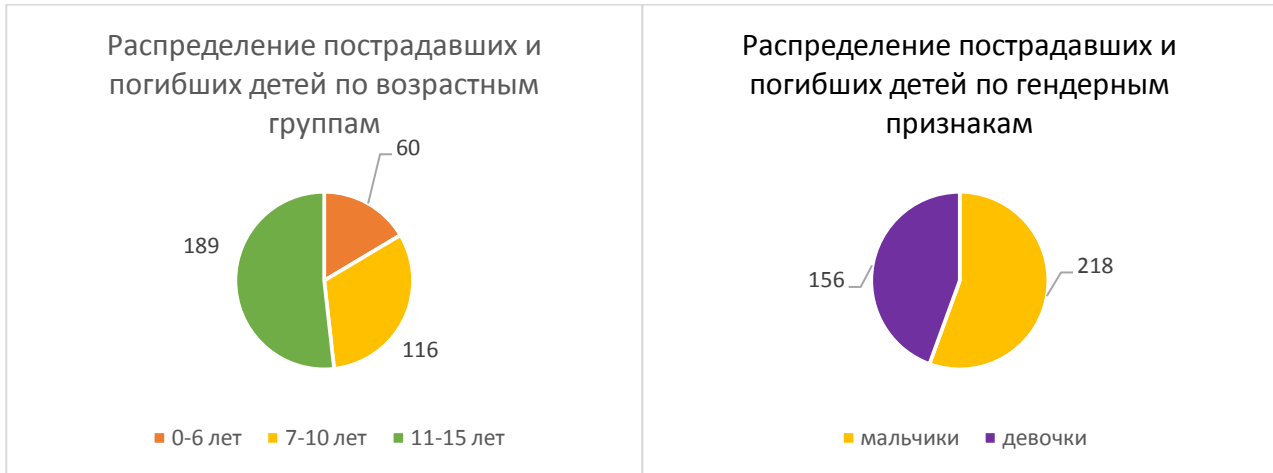 Распределение пострадавших и
погибших детей по возрастным
группам
60
189
116
0-6 лет 7-10 лет 11-15 лет
Распределение пострадавших и
погибших детей по гендерным
признакам
156
218
мальчики девочки